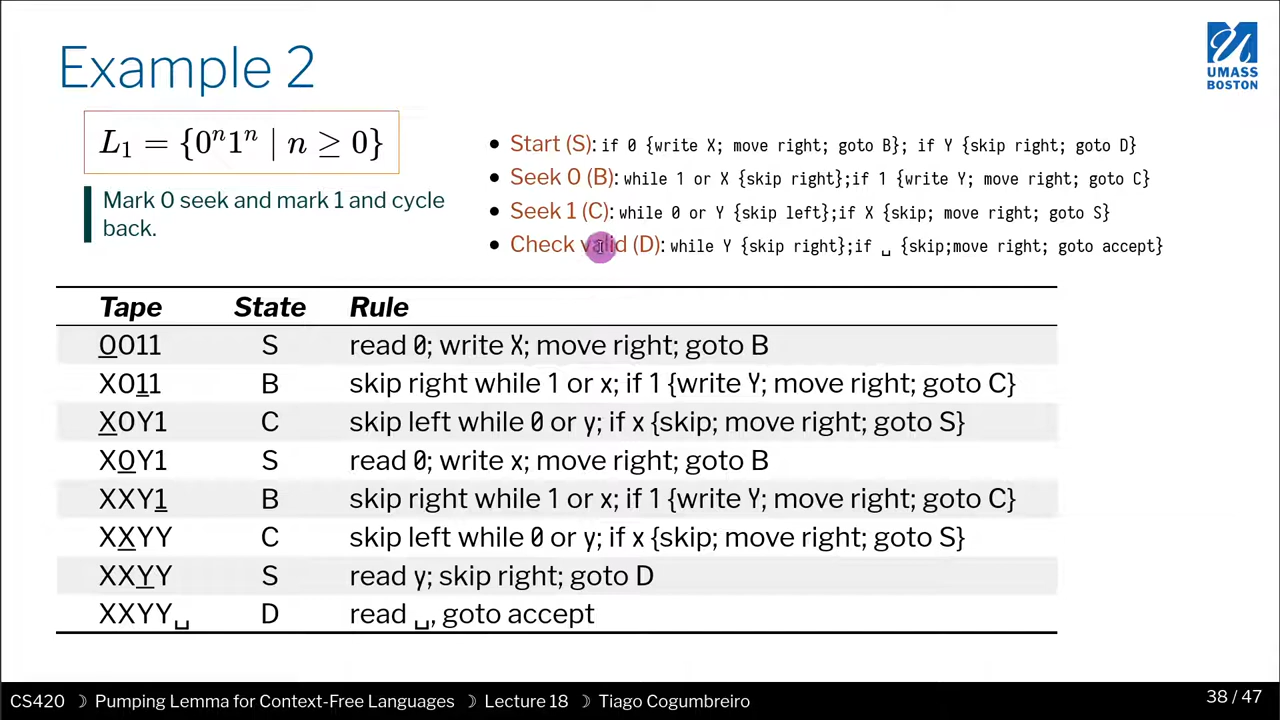 Example 2
UMASS
BOSTON
L₁ = {0ⁿ1ⁿ | n ≥ 0}
Mark 0 seek and mark 1 and cycle
back.
• Start (S): if 0 {write X; move right; goto B}; if Y {skip right; goto D}
• Seek 0 (B): while 1 or X {skip right};if 1 {write Y; move right; goto C}
• Seek 1 (C): while 0 or Y {skip left};if X {skip; move right; goto S}
• Check valid (D): while Y {skip right};if ␣ {skip;move right; goto accept}
Tape State Rule
0011 S read 0; write X; move right; goto B
X011 B skip right while 1 or x; if 1 {write Y; move right; goto C}
X0Y1 C skip left while 0 or y; if x {skip; move right; goto S}
X0Y1 S read 0; write x; move right; goto B
XXY1 B skip right while 1 or x; if 1 {write Y; move right; goto C}
XXYY C skip left while 0 or y; if x {skip; move right; goto S}
XXYY S read y; skip right; goto D
XXYY␣ D read ␣, goto accept
CS420 ☽ Pumping Lemma for Context-Free Languages ☽ Lecture 18 ☽ Tiago Cogumbreiro
38 / 47